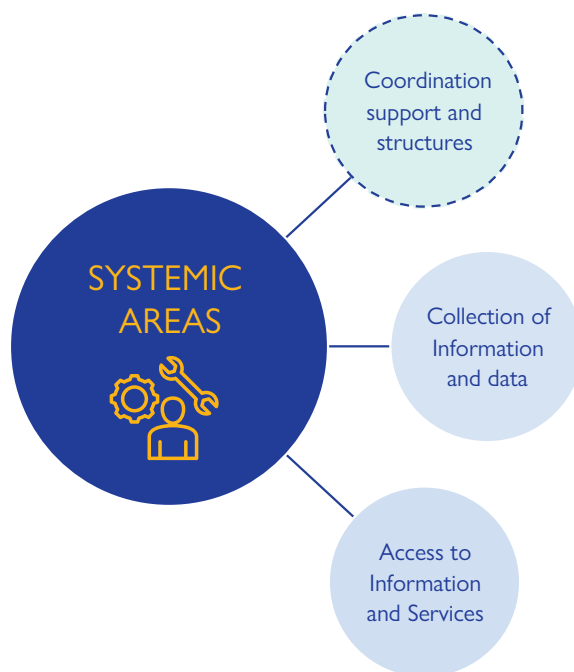 Coordination
support and
structures
SYSTEMIC
AREAS
Collection of
Information
and data
Access to
Information
and Services